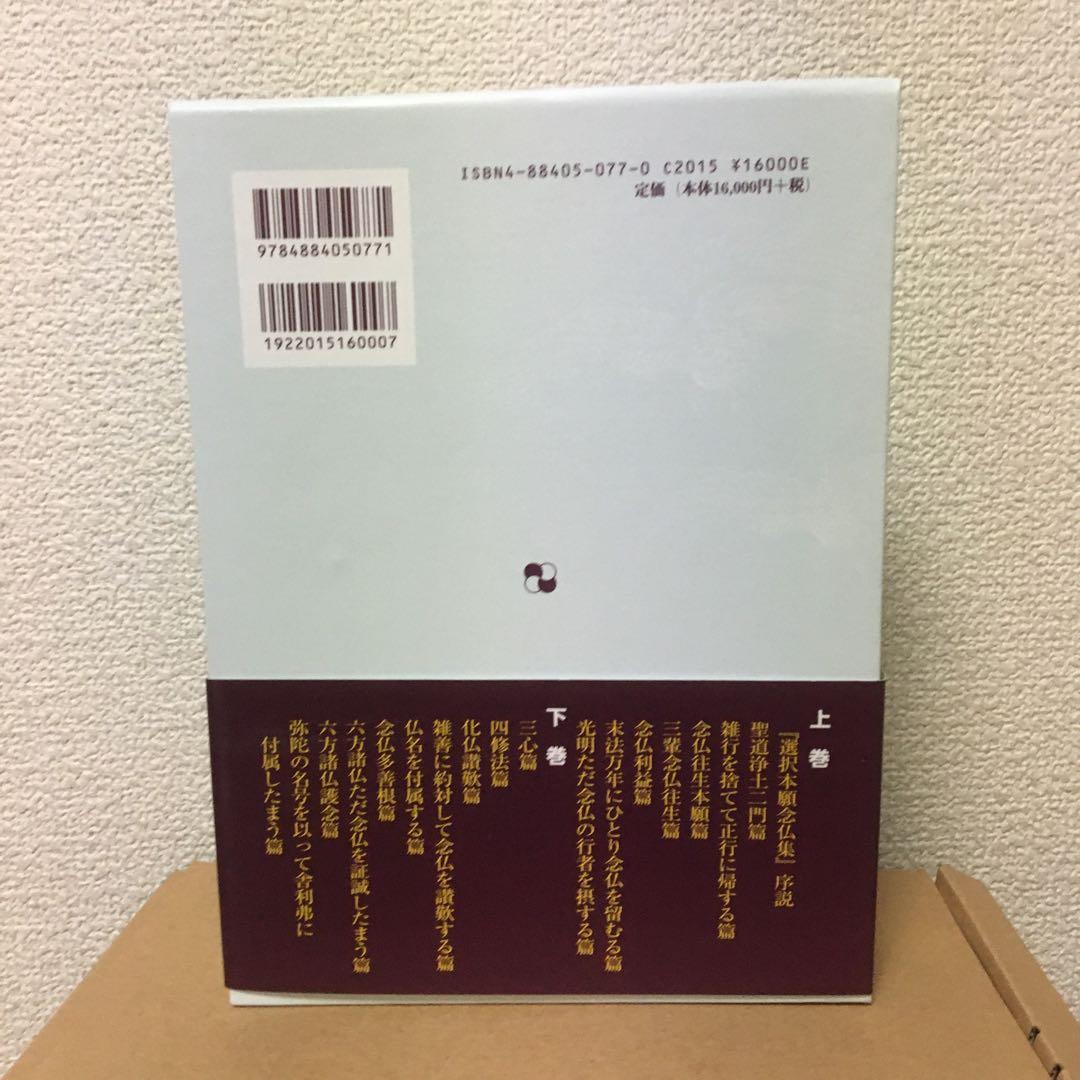 ISBN4-88405-077-0 C2015 ¥16000E
定価 (本体16,000円+税)
9784884050771
1922015160007
上巻
『選択本願念仏集』序説
聖道浄土二門篇
雑行を捨てて正行に帰する篇
念仏往生本願篇
三輩念仏往生篇
念仏利益篇
末法万年にひとり念仏を留むる篇
光明ただ念仏の行者を摂する篇
下巻
三心篇
四修法篇
化仏讃歎篇
雑善に約対して念仏を讃歎する篇
仏名を付属する篇
念仏多善根篇
六方諸仏ただ念仏を証誠したまう篇
六方諸仏護念篇
弥陀の名号を以って舎利弗に
付属したまう篇